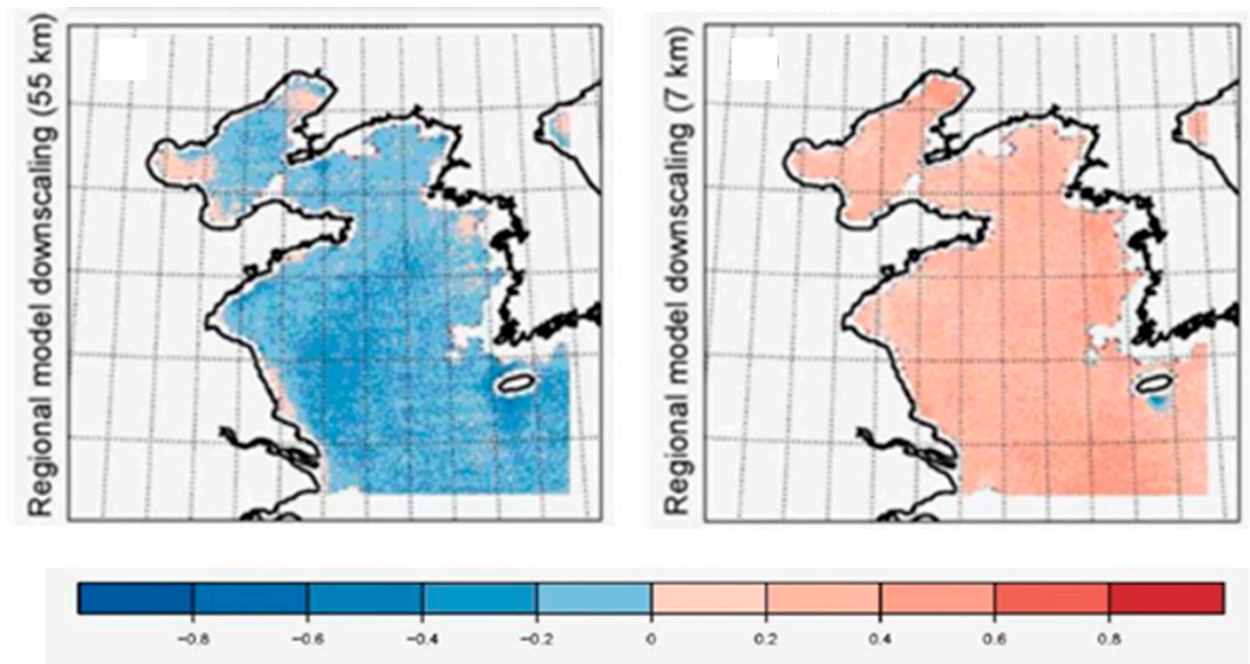 Regional model downscaling (55 km)
Regional model downscaling (7 km)
−0.8 −0.6 −0.4 −0.2 0 0.2 0.4 0.6 0.8